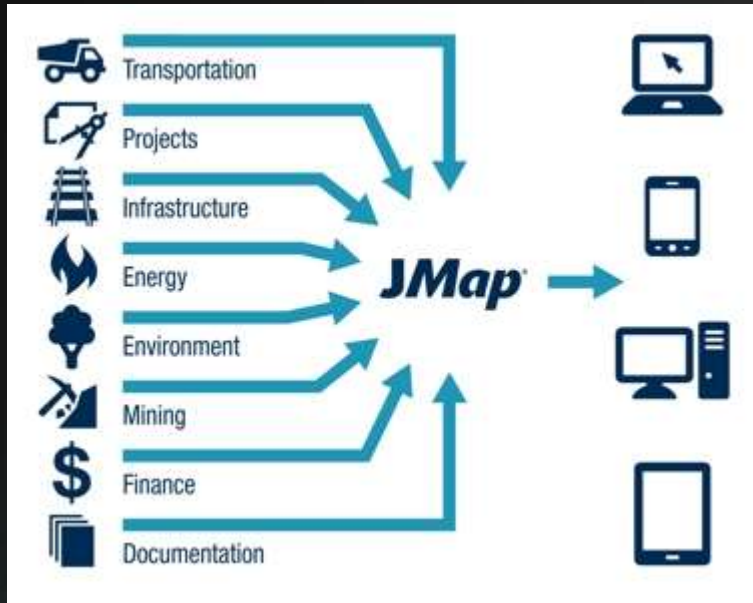 Transportation
Projects
Infrastructure
Energy
JMap
Environment
Mining
Finance
Documentation